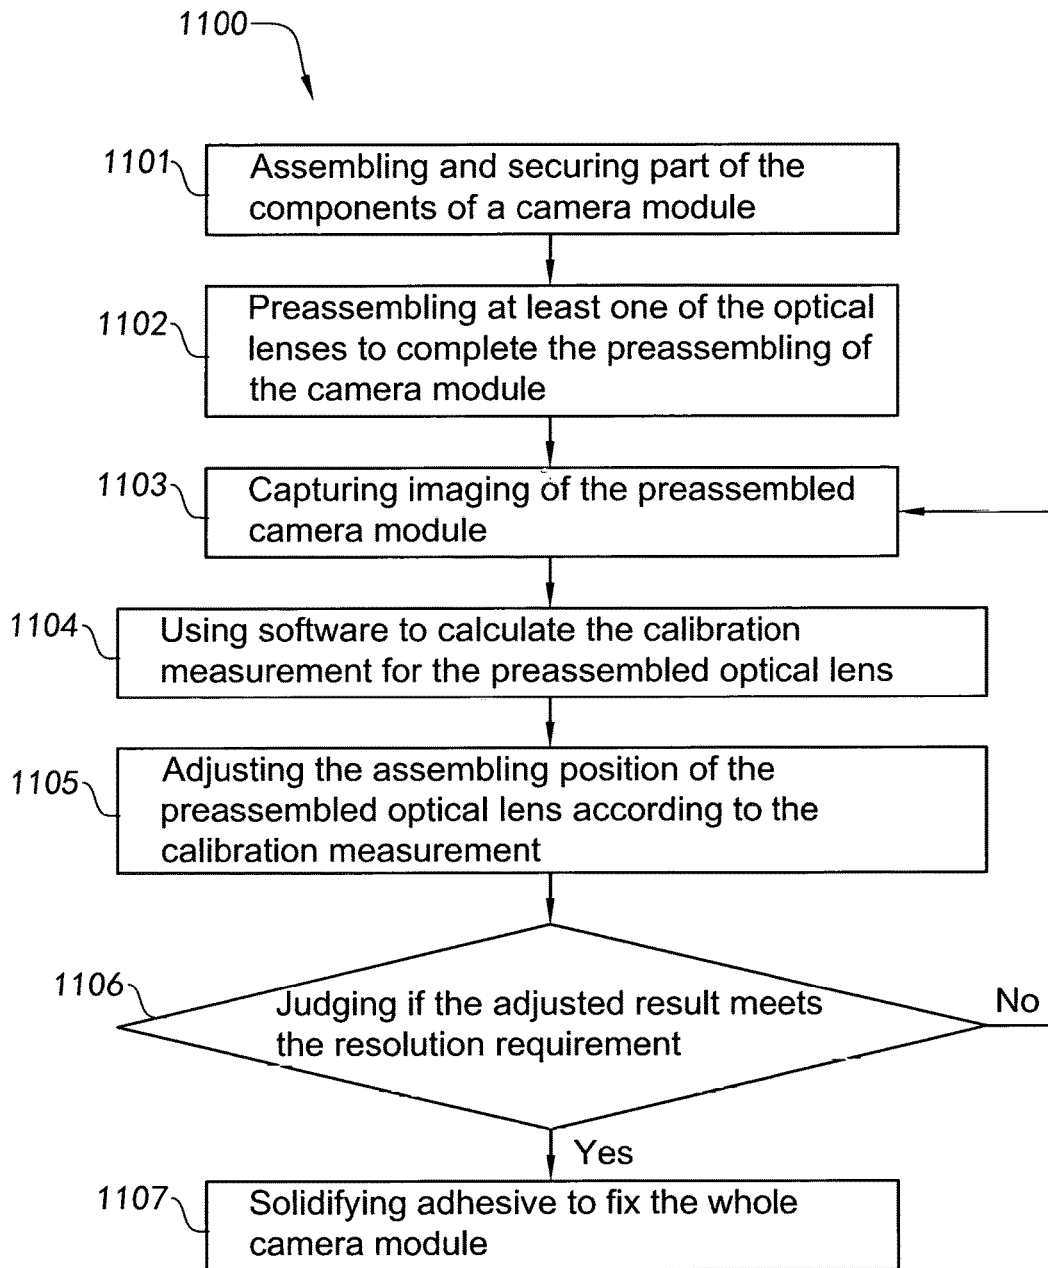 1100
1101
Assembling and securing part of the
components of a camera module
1102
Preassembling at least one of the optical
lenses to complete the preassembling of
the camera module
1103
Capturing imaging of the preassembled
camera module
1104
Using software to calculate the calibration
measurement for the preassembled optical lens
1105
Adjusting the assembling position of the
preassembled optical lens according to the
calibration measurement
1106
Judging if the adjusted result meets
the resolution requirement
No
Yes
1107
Solidifying adhesive to fix the whole
camera module